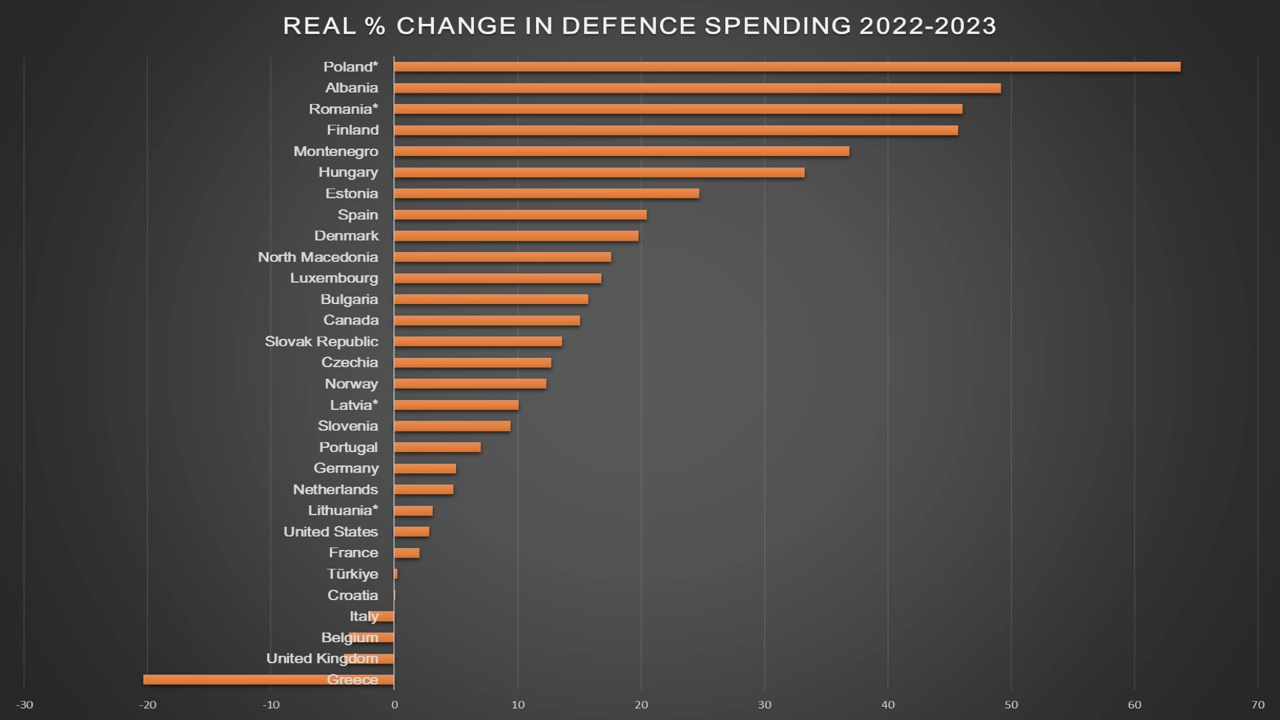 REAL % CHANGE IN DEFENCE SPENDING 2022-2023
Poland*
Albania
Romania*
Finland
Montenegro
Hungary
Estonia
Spain
Denmark
North Macedonia
Luxembourg
Bulgaria
Canada
Slovak Republic
Czechia
Norway
Latvia*
Slovenia
Portugal
Germany
Netherlands
Lithuania*
United States
France
Türkiye
Croatia
Italy
Belgium
United Kingdom
Greece
-30 -20 -10 0 10 20 30 40 50 60 70